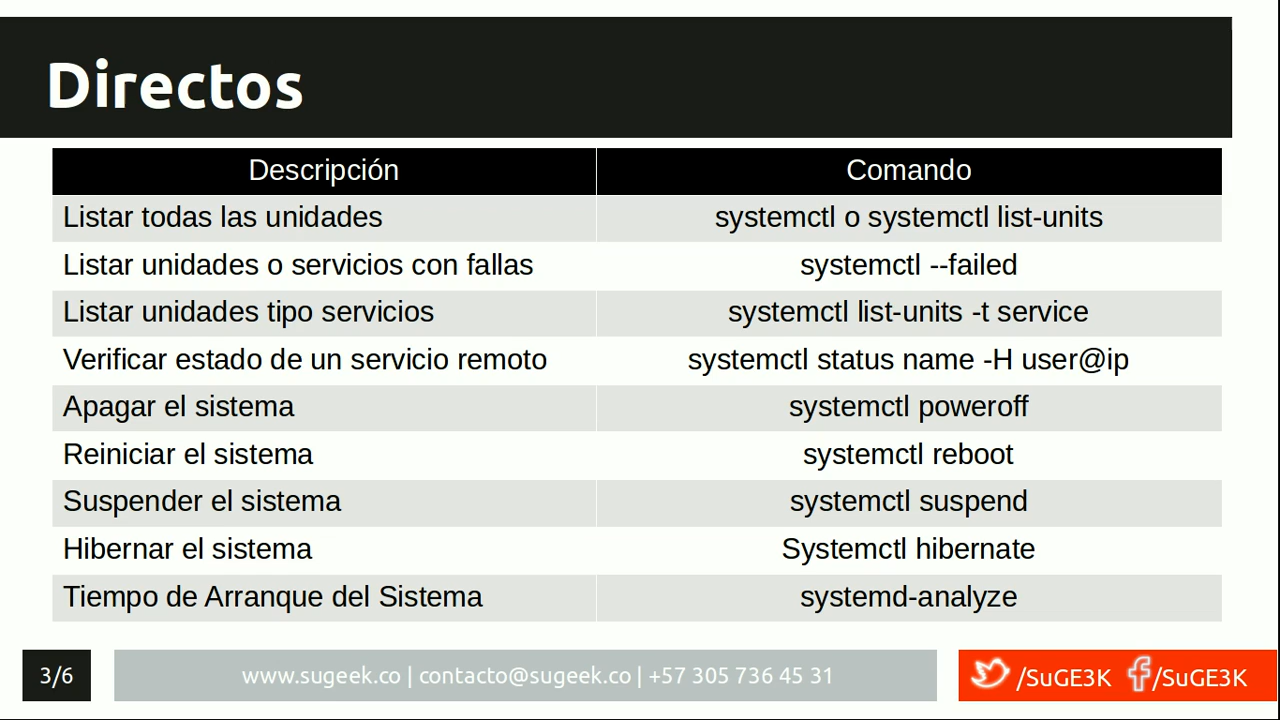 Directos
Descripción Comando
Listar todas las unidades systemctl o systemctl list-units
Listar unidades o servicios con fallas systemctl --failed
Listar unidades tipo servicios systemctl list-units -t service
Verificar estado de un servicio remoto systemctl status name -H user@ip
Apagar el sistema systemctl poweroff
Reiniciar el sistema systemctl reboot
Suspender el sistema systemctl suspend
Hibernar el sistema Systemctl hibernate
Tiempo de Arranque del Sistema systemd-analyze
3/6 www.sugeek.co | contacto@sugeek.co | +57 305 736 45 31 /SuGE3K /SuGE3K